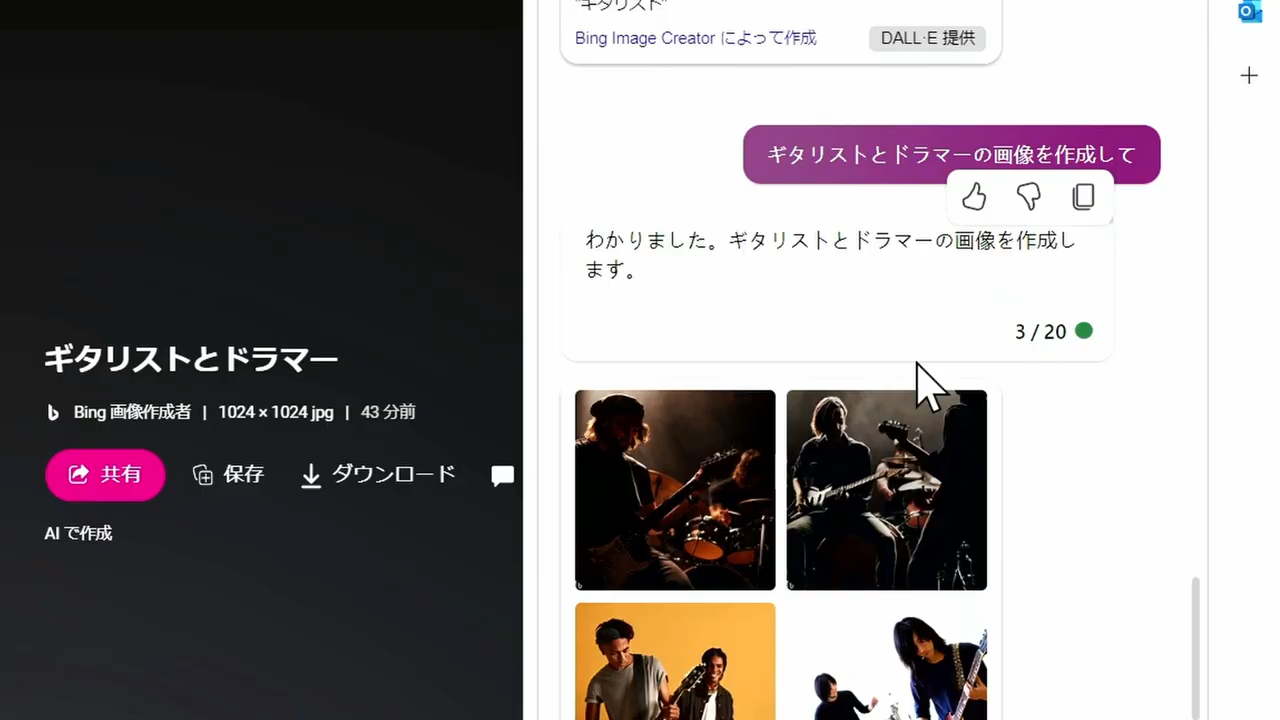 "ギタリスト"
Bing Image Creator によって作成
DALL·E 提供
ギタリストとドラマーの画像を作成して
わかりました。ギタリストとドラマーの画像を作成し
ます。
3 / 20
ギタリストとドラマー
Bing 画像作成者 | 1024 × 1024 jpg | 43 分前
共有
保存
ダウンロード
AI で作成